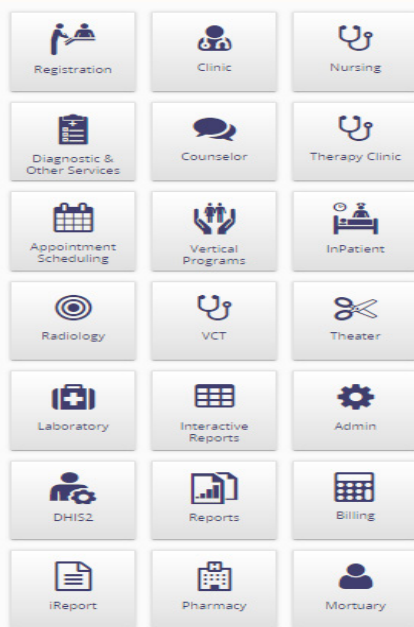 Registration
Clinic
Nursing
Diagnostic &
Other Services
Counselor
Therapy Clinic
Appointment
Scheduling
Vertical
Programs
InPatient
Radiology
VCT
Theater
Laboratory
Interactive
Reports
Admin
DHIS2
Reports
Billing
iReport
Pharmacy
Mortuary